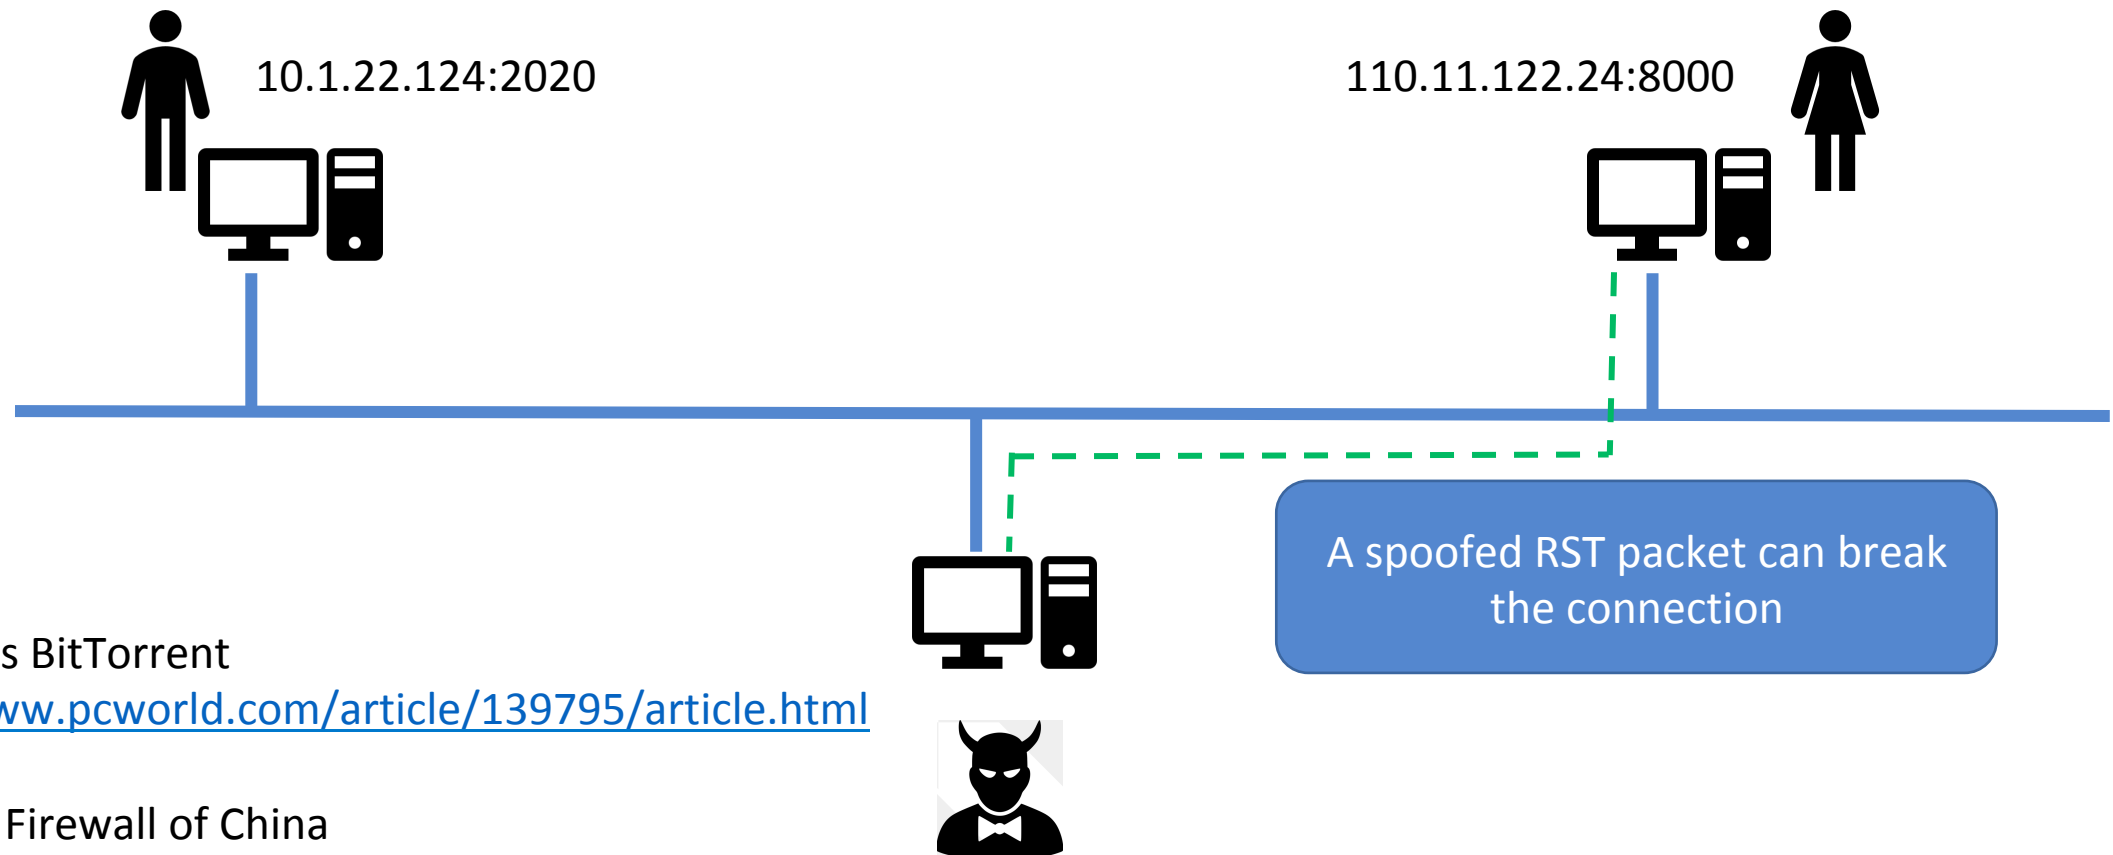 10.1.22.124:2020
110.11.122.24:8000
A spoofed RST packet can break
the connection
s BitTorrent
ww.pcworld.com/article/139795/article.html
Firewall of China